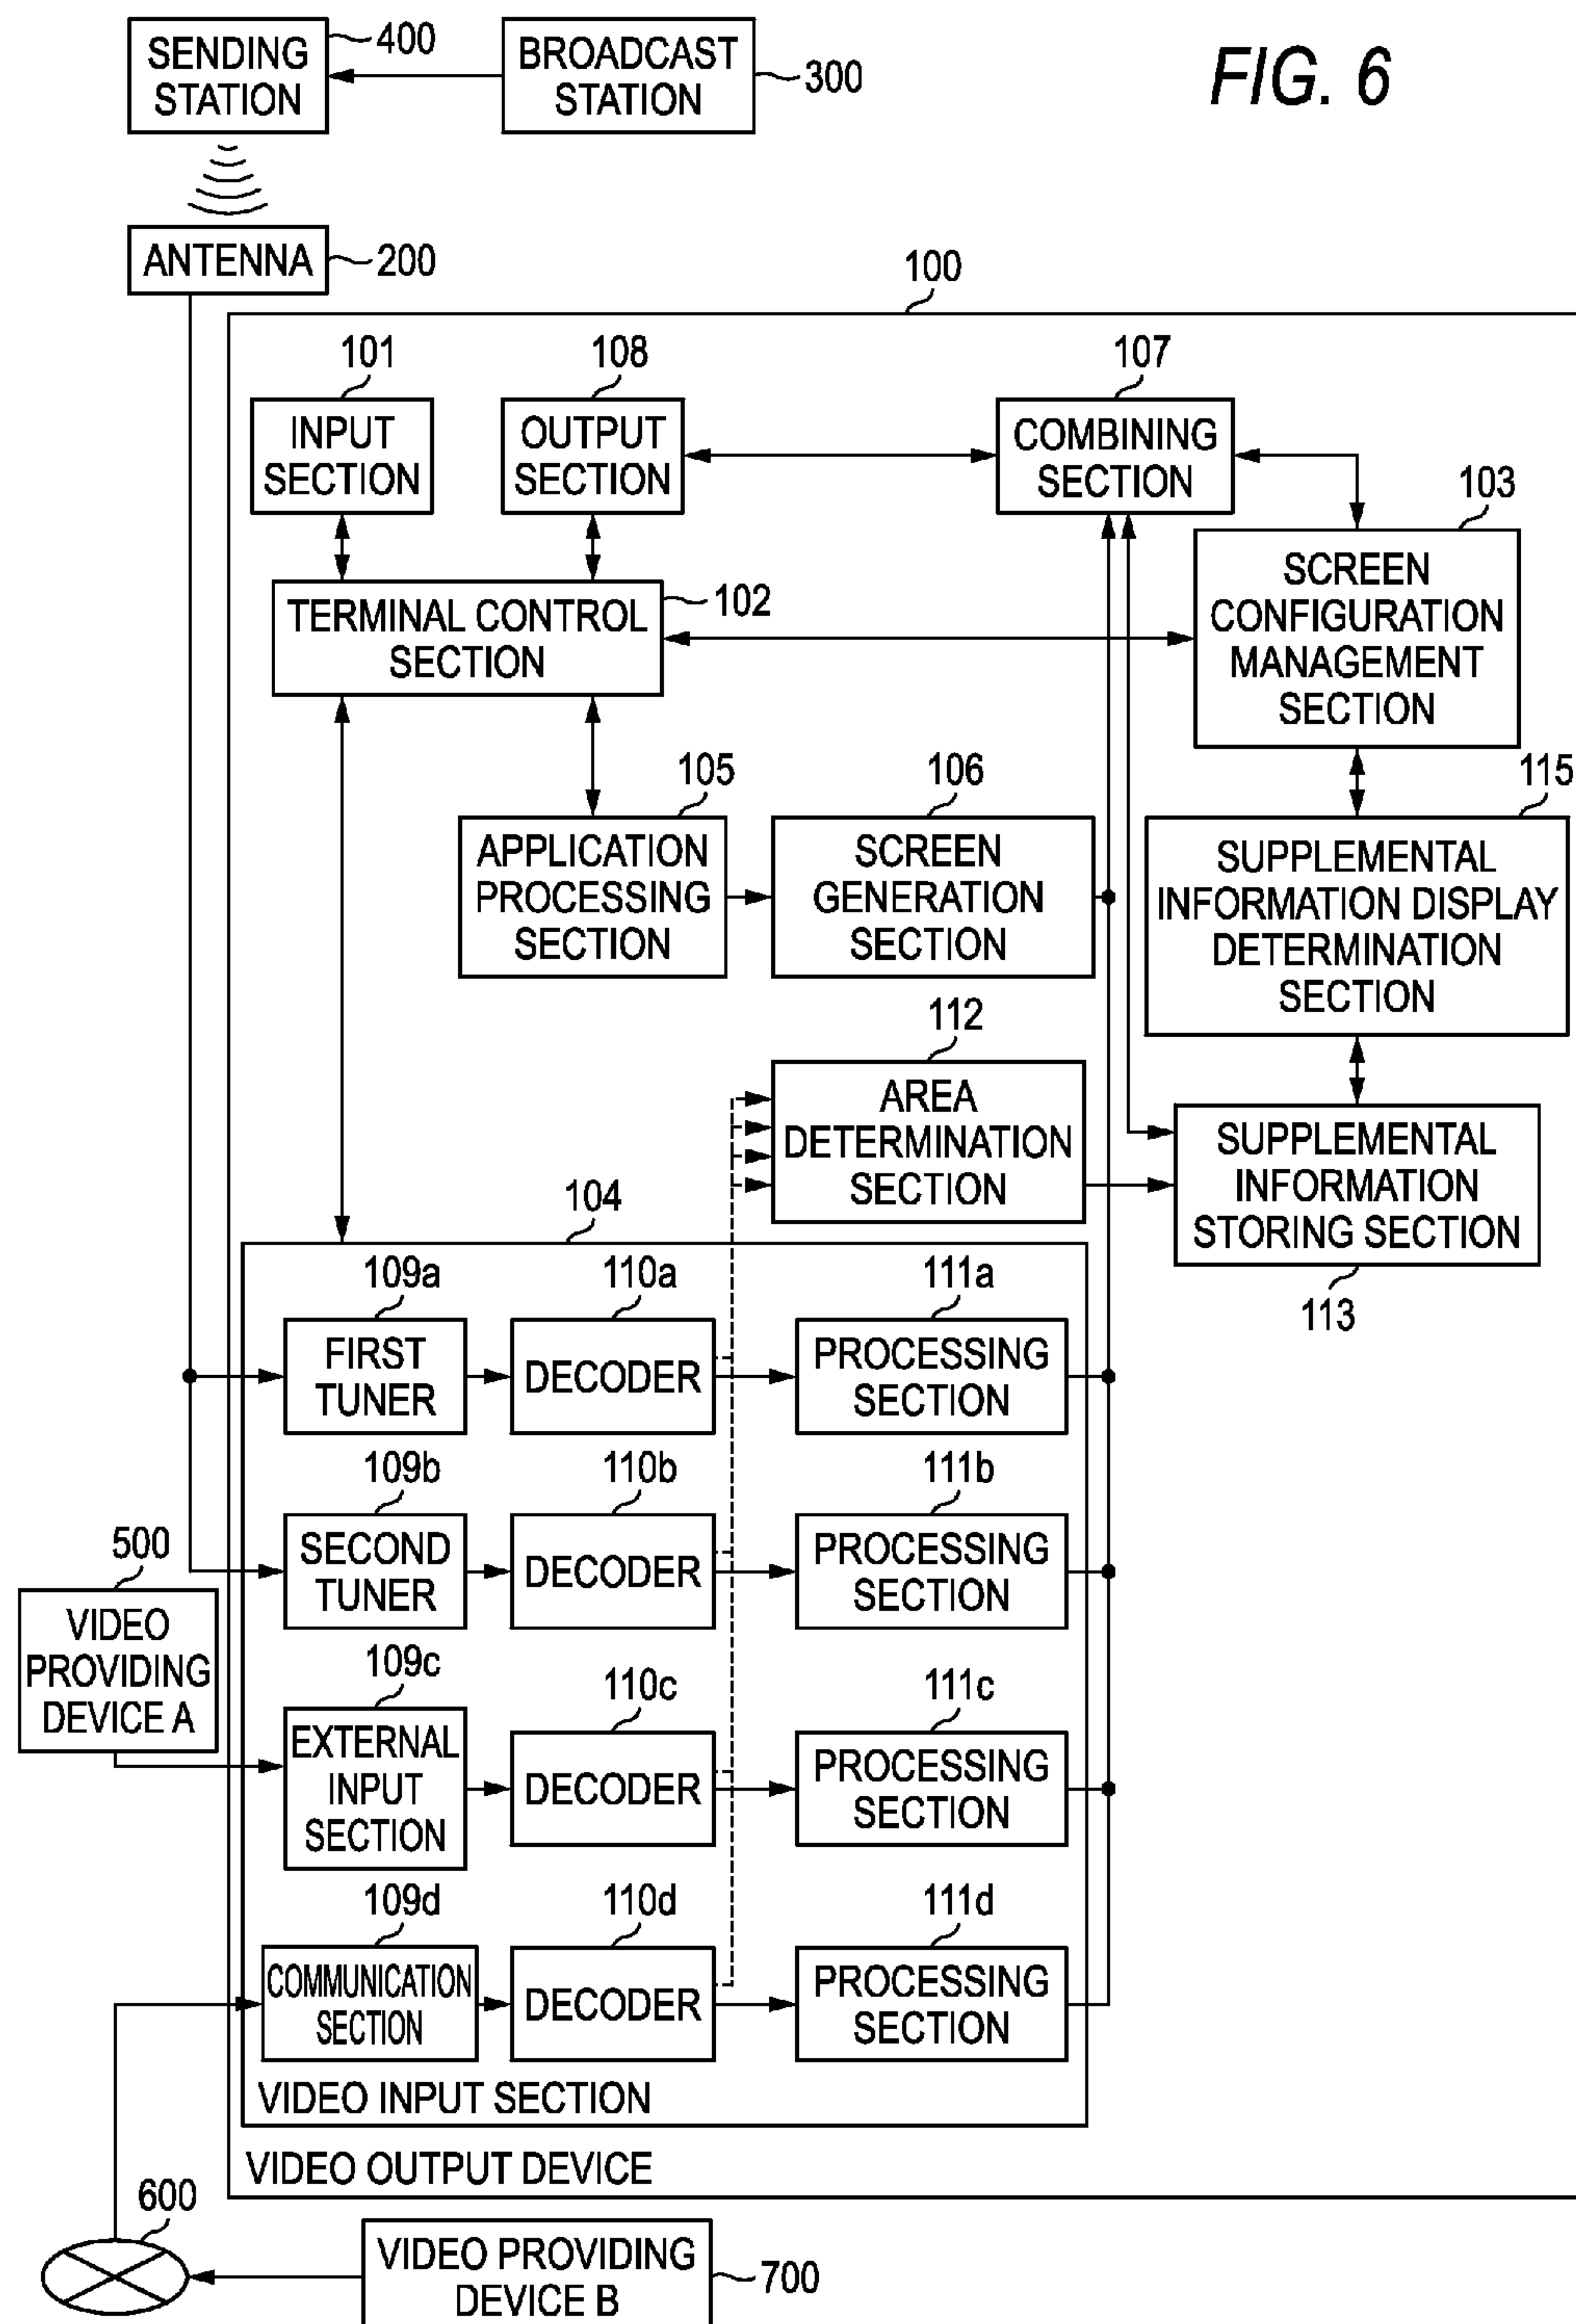 FIG. 6
SENDING
STATION
400
BROADCAST
STATION
300
ANTENNA
200
100
101
INPUT
SECTION
108
OUTPUT
SECTION
107
COMBINING
SECTION
103
SCREEN
CONFIGURATION
MANAGEMENT
SECTION
TERMINAL CONTROL
SECTION
102
105
APPLICATION
PROCESSING
SECTION
106
SCREEN
GENERATION
SECTION
115
SUPPLEMENTAL
INFORMATION DISPLAY
DETERMINATION
SECTION
112
AREA
DETERMINATION
SECTION
SUPPLEMENTAL
INFORMATION
STORING SECTION
113
104
109a
FIRST
TUNER
110a
DECODER
111a
PROCESSING
SECTION
109b
SECOND
TUNER
110b
DECODER
111b
PROCESSING
SECTION
500
VIDEO
PROVIDING
DEVICE A
109c
EXTERNAL
INPUT
SECTION
110c
DECODER
111c
PROCESSING
SECTION
109d
COMMUNICATION
SECTION
110d
DECODER
111d
PROCESSING
SECTION
VIDEO INPUT SECTION
VIDEO OUTPUT DEVICE
600
VIDEO PROVIDING
DEVICE B
700